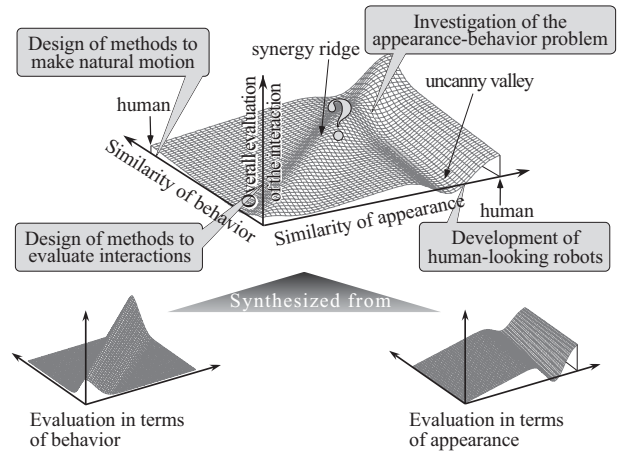 Investigation of the
appearance-behavior problem
Design of methods to
make natural motion
synergy ridge
uncanny valley
human
?
Overall evaluation
of the interaction
Similarity of behavior
Similarity of appearance
human
Design of methods to
evaluate interactions
Development of
human-looking robots
Synthesized from
Evaluation in terms
of behavior
Evaluation in terms
of appearance